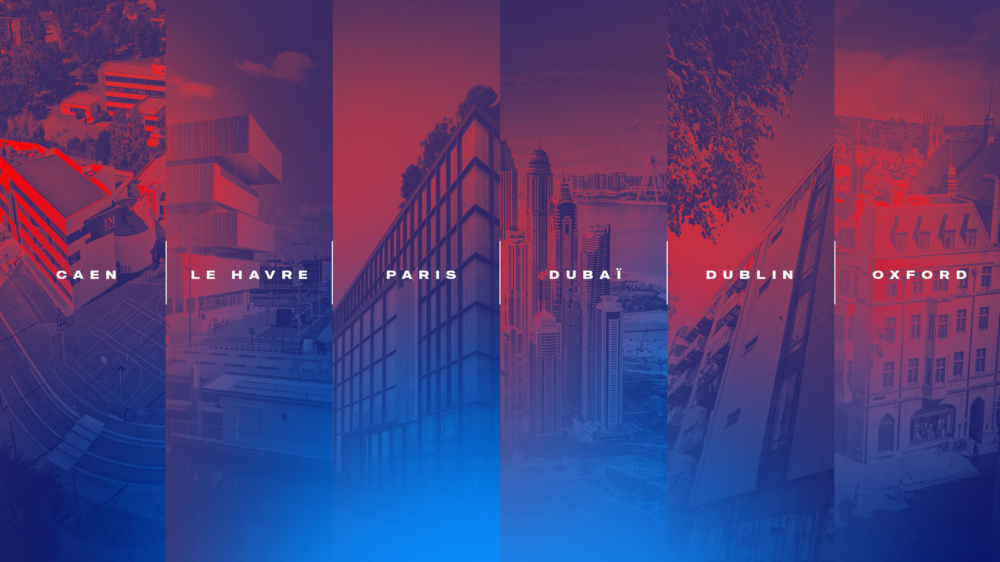 CAEN
LE HAVRE
PARIS
DUBAÏ
DUBLIN
OXFORD